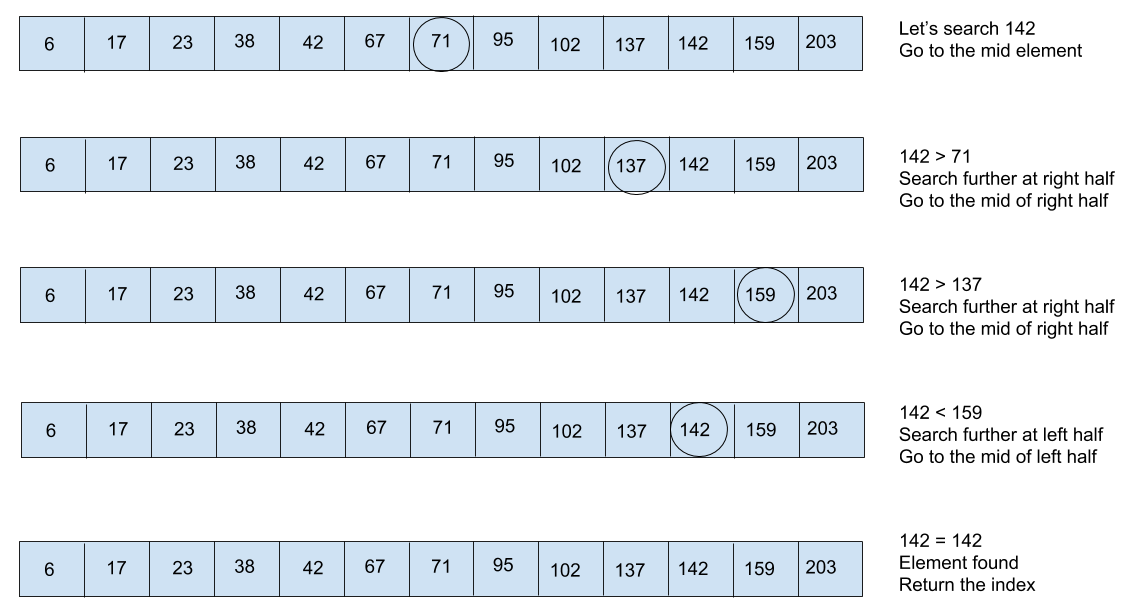 6 17 23 38 42 67 71 95 102 137 142 159 203
Let's search 142
Go to the mid element
6 17 23 38 42 67 71 95 102 137 142 159 203
142 > 71
Search further at right half
Go to the mid of right half
6 17 23 38 42 67 71 95 102 137 142 159 203
142 > 137
Search further at right half
Go to the mid of right half
6 17 23 38 42 67 71 95 102 137 142 159 203
142 < 159
Search further at left half
Go to the mid of left half
6 17 23 38 42 67 71 95 102 137 142 159 203
142 = 142
Element found
Return the index